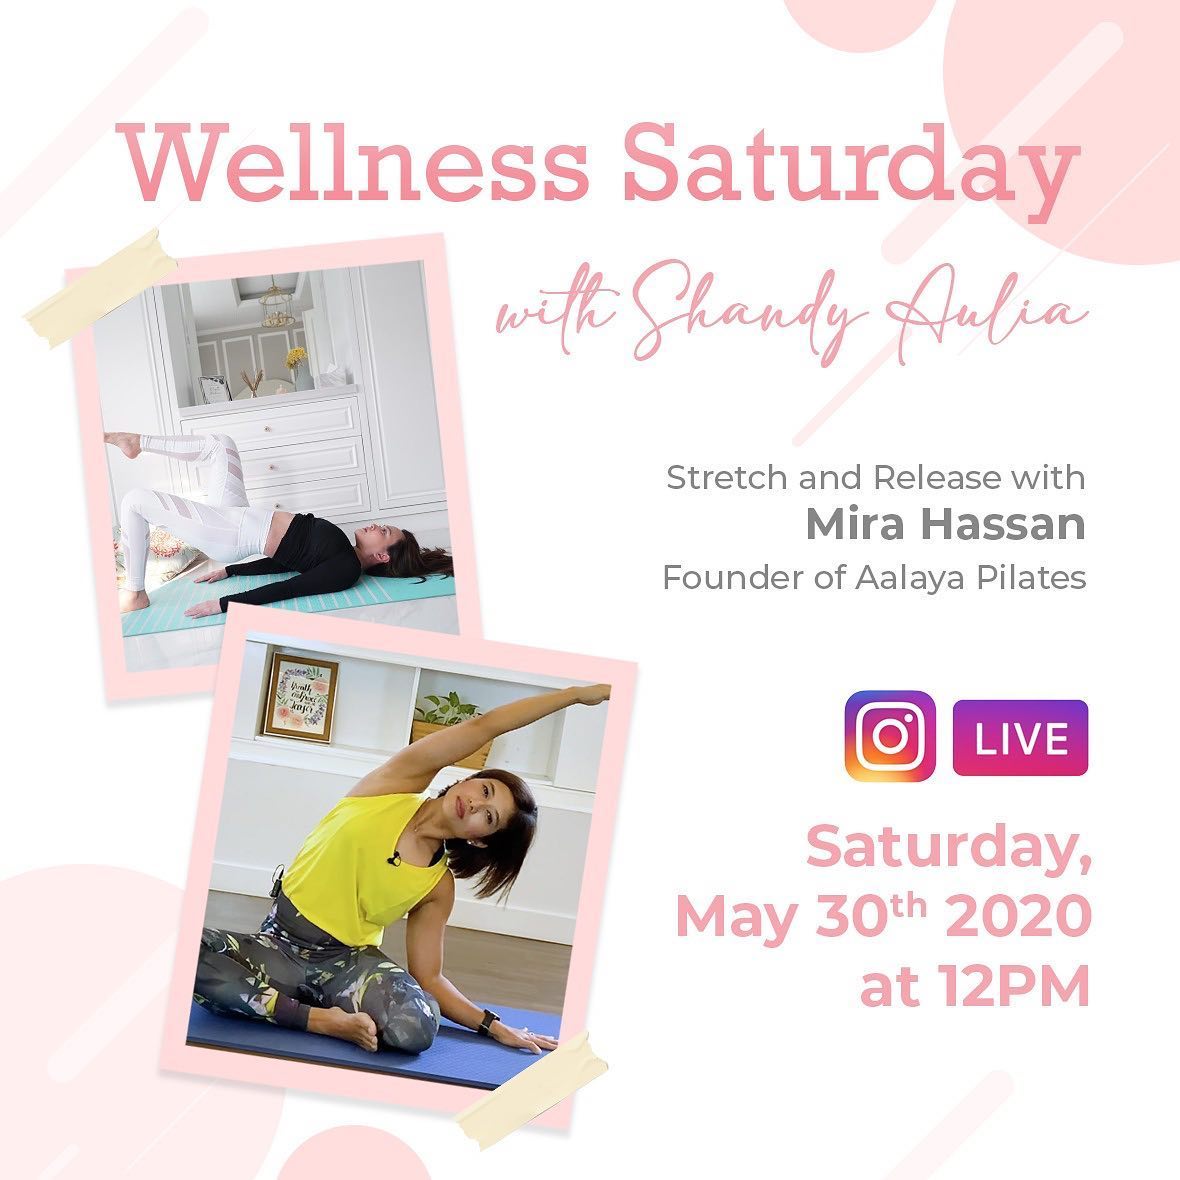 Wellness Saturday
with Shandy Aulia
Stretch and Release with
Mira Hassan
Founder of Aalaya Pilates
LIVE
Saturday,
May 30th 2020
at 12PM